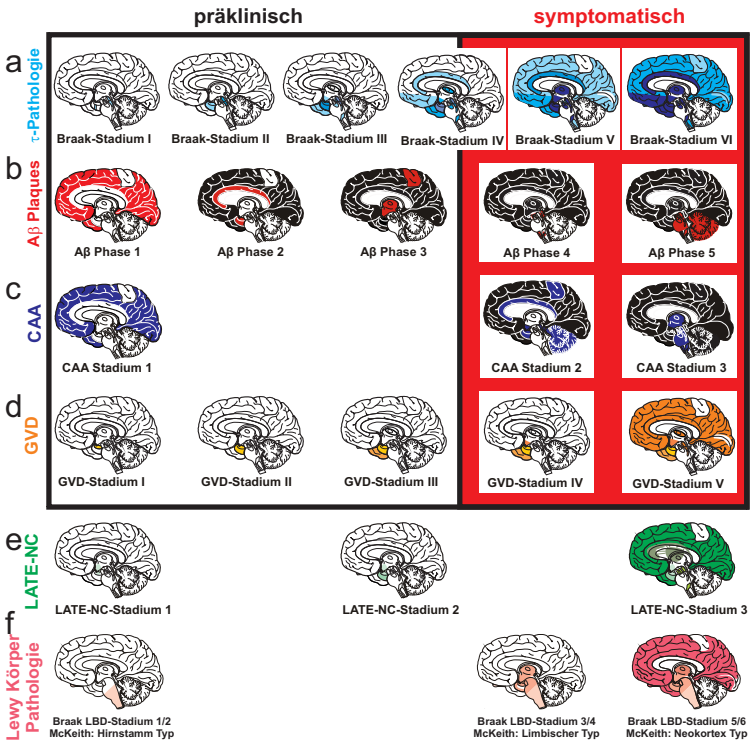 präklinisch
symptomatisch
a
τ-Pathologie
Braak-Stadium I
Braak-Stadium II
Braak-Stadium III
Braak-Stadium IV
Braak-Stadium V
Braak-Stadium VI
b
Aβ Plaques
Aβ Phase 1
Aβ Phase 2
Aβ Phase 3
Aβ Phase 4
Aβ Phase 5
c
CAA
CAA Stadium 1
CAA Stadium 2
CAA Stadium 3
d
GVD
GVD-Stadium I
GVD-Stadium II
GVD-Stadium III
GVD-Stadium IV
GVD-Stadium V
e
LATE-NC
LATE-NC-Stadium 1
LATE-NC-Stadium 2
LATE-NC-Stadium 3
f
Lewy Körper
Pathologie
Braak LBD-Stadium 1/2
McKeith: Hirnstamm Typ
Braak LBD-Stadium 3/4
McKeith: Limbischer Typ
Braak LBD-Stadium 5/6
McKeith: Neokortex Typ